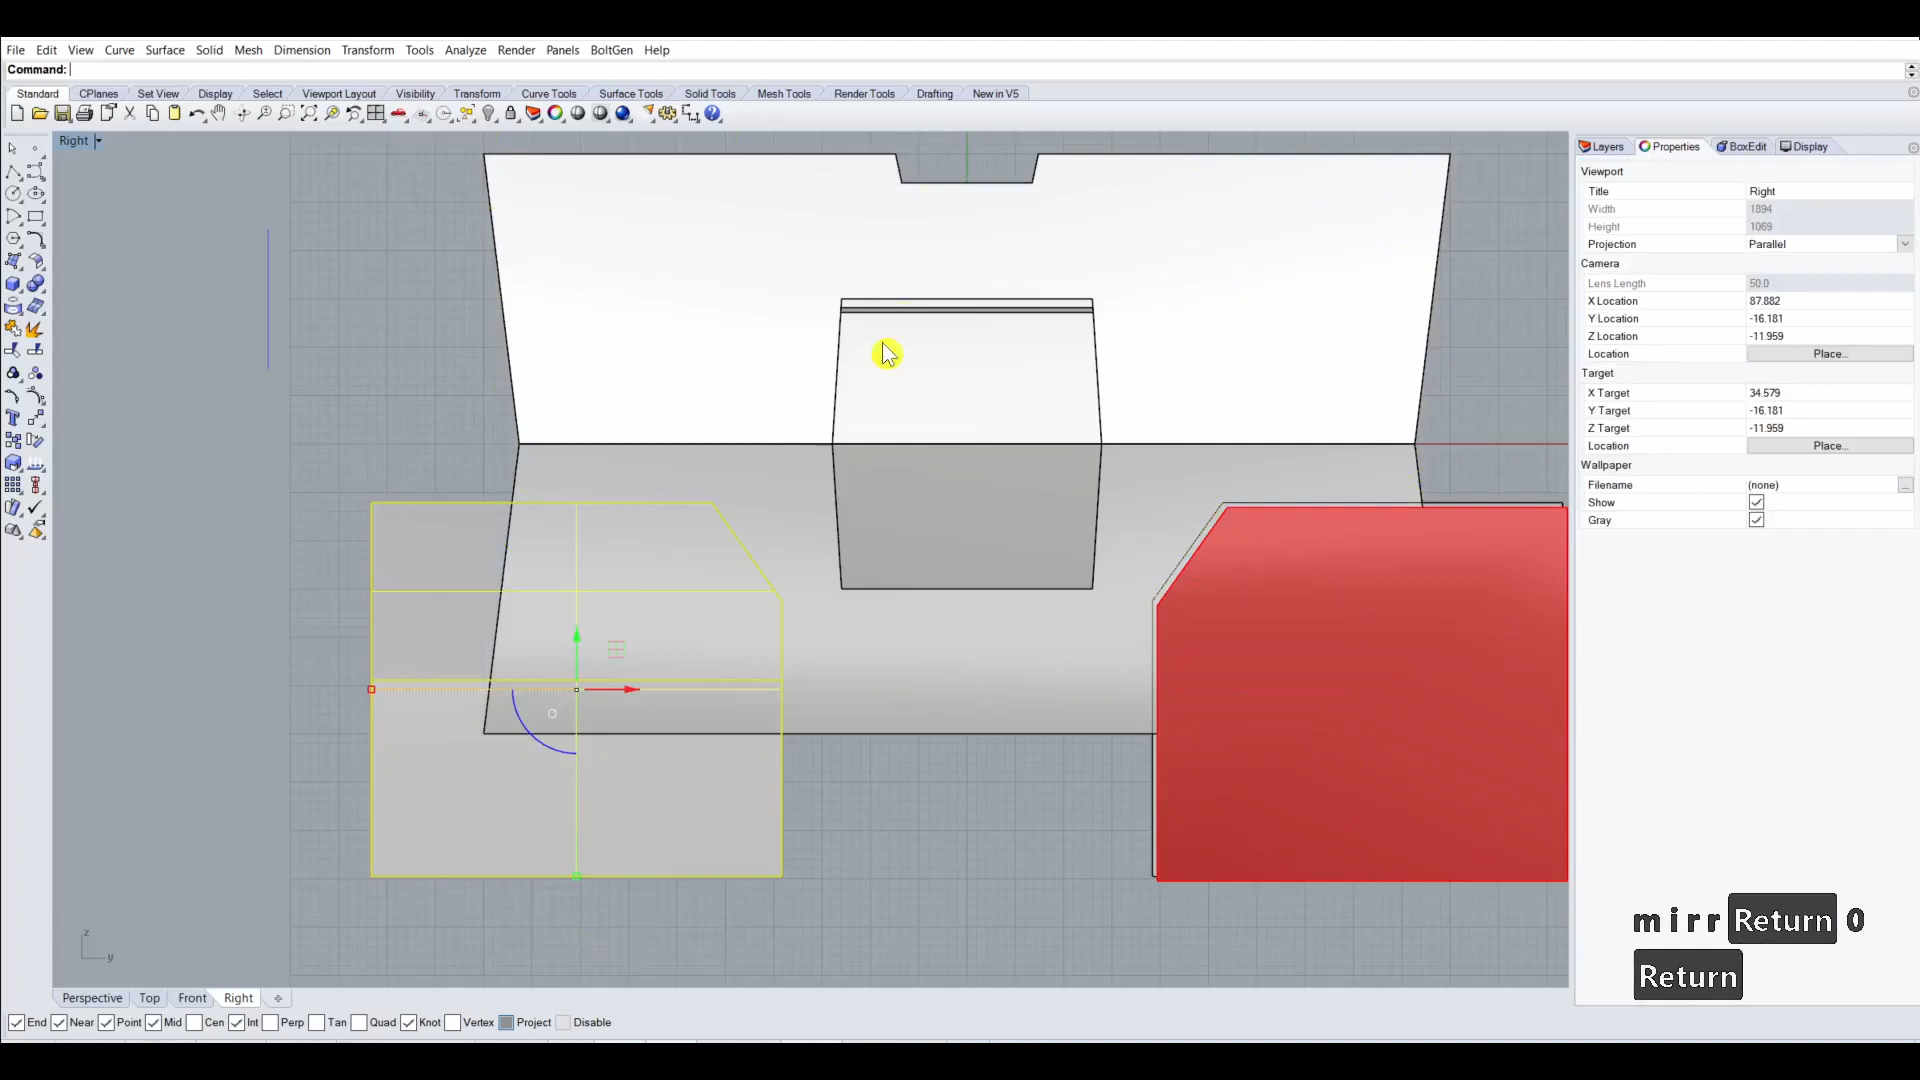 File Edit View Curve Surface Solid Mesh Dimension Transform Tools Analyze Render Panels BoltGen Help
Command:
Standard CPlanes Set View Display Select Viewport Layout Visibility Transform Curve Tools Surface Tools Solid Tools Mesh Tools Render Tools Drafting New in V5
Right
Layers Properties BoxEdit Display
Viewport
Title Right
Width 1894
Height 1069
Projection Parallel
Camera
Lens Length 50.0
X Location 87.882
Y Location -16.181
Z Location -11.959
Location Place...
Target
X Target 34.579
Y Target -16.181
Z Target -11.959
Location Place...
Wallpaper
Filename (none) ...
Show
Gray
mirr Return 0
Return
z
y
Perspective Top Front Right
End Near Point Mid Cen Int Perp Tan Quad Knot Vertex Project Disable